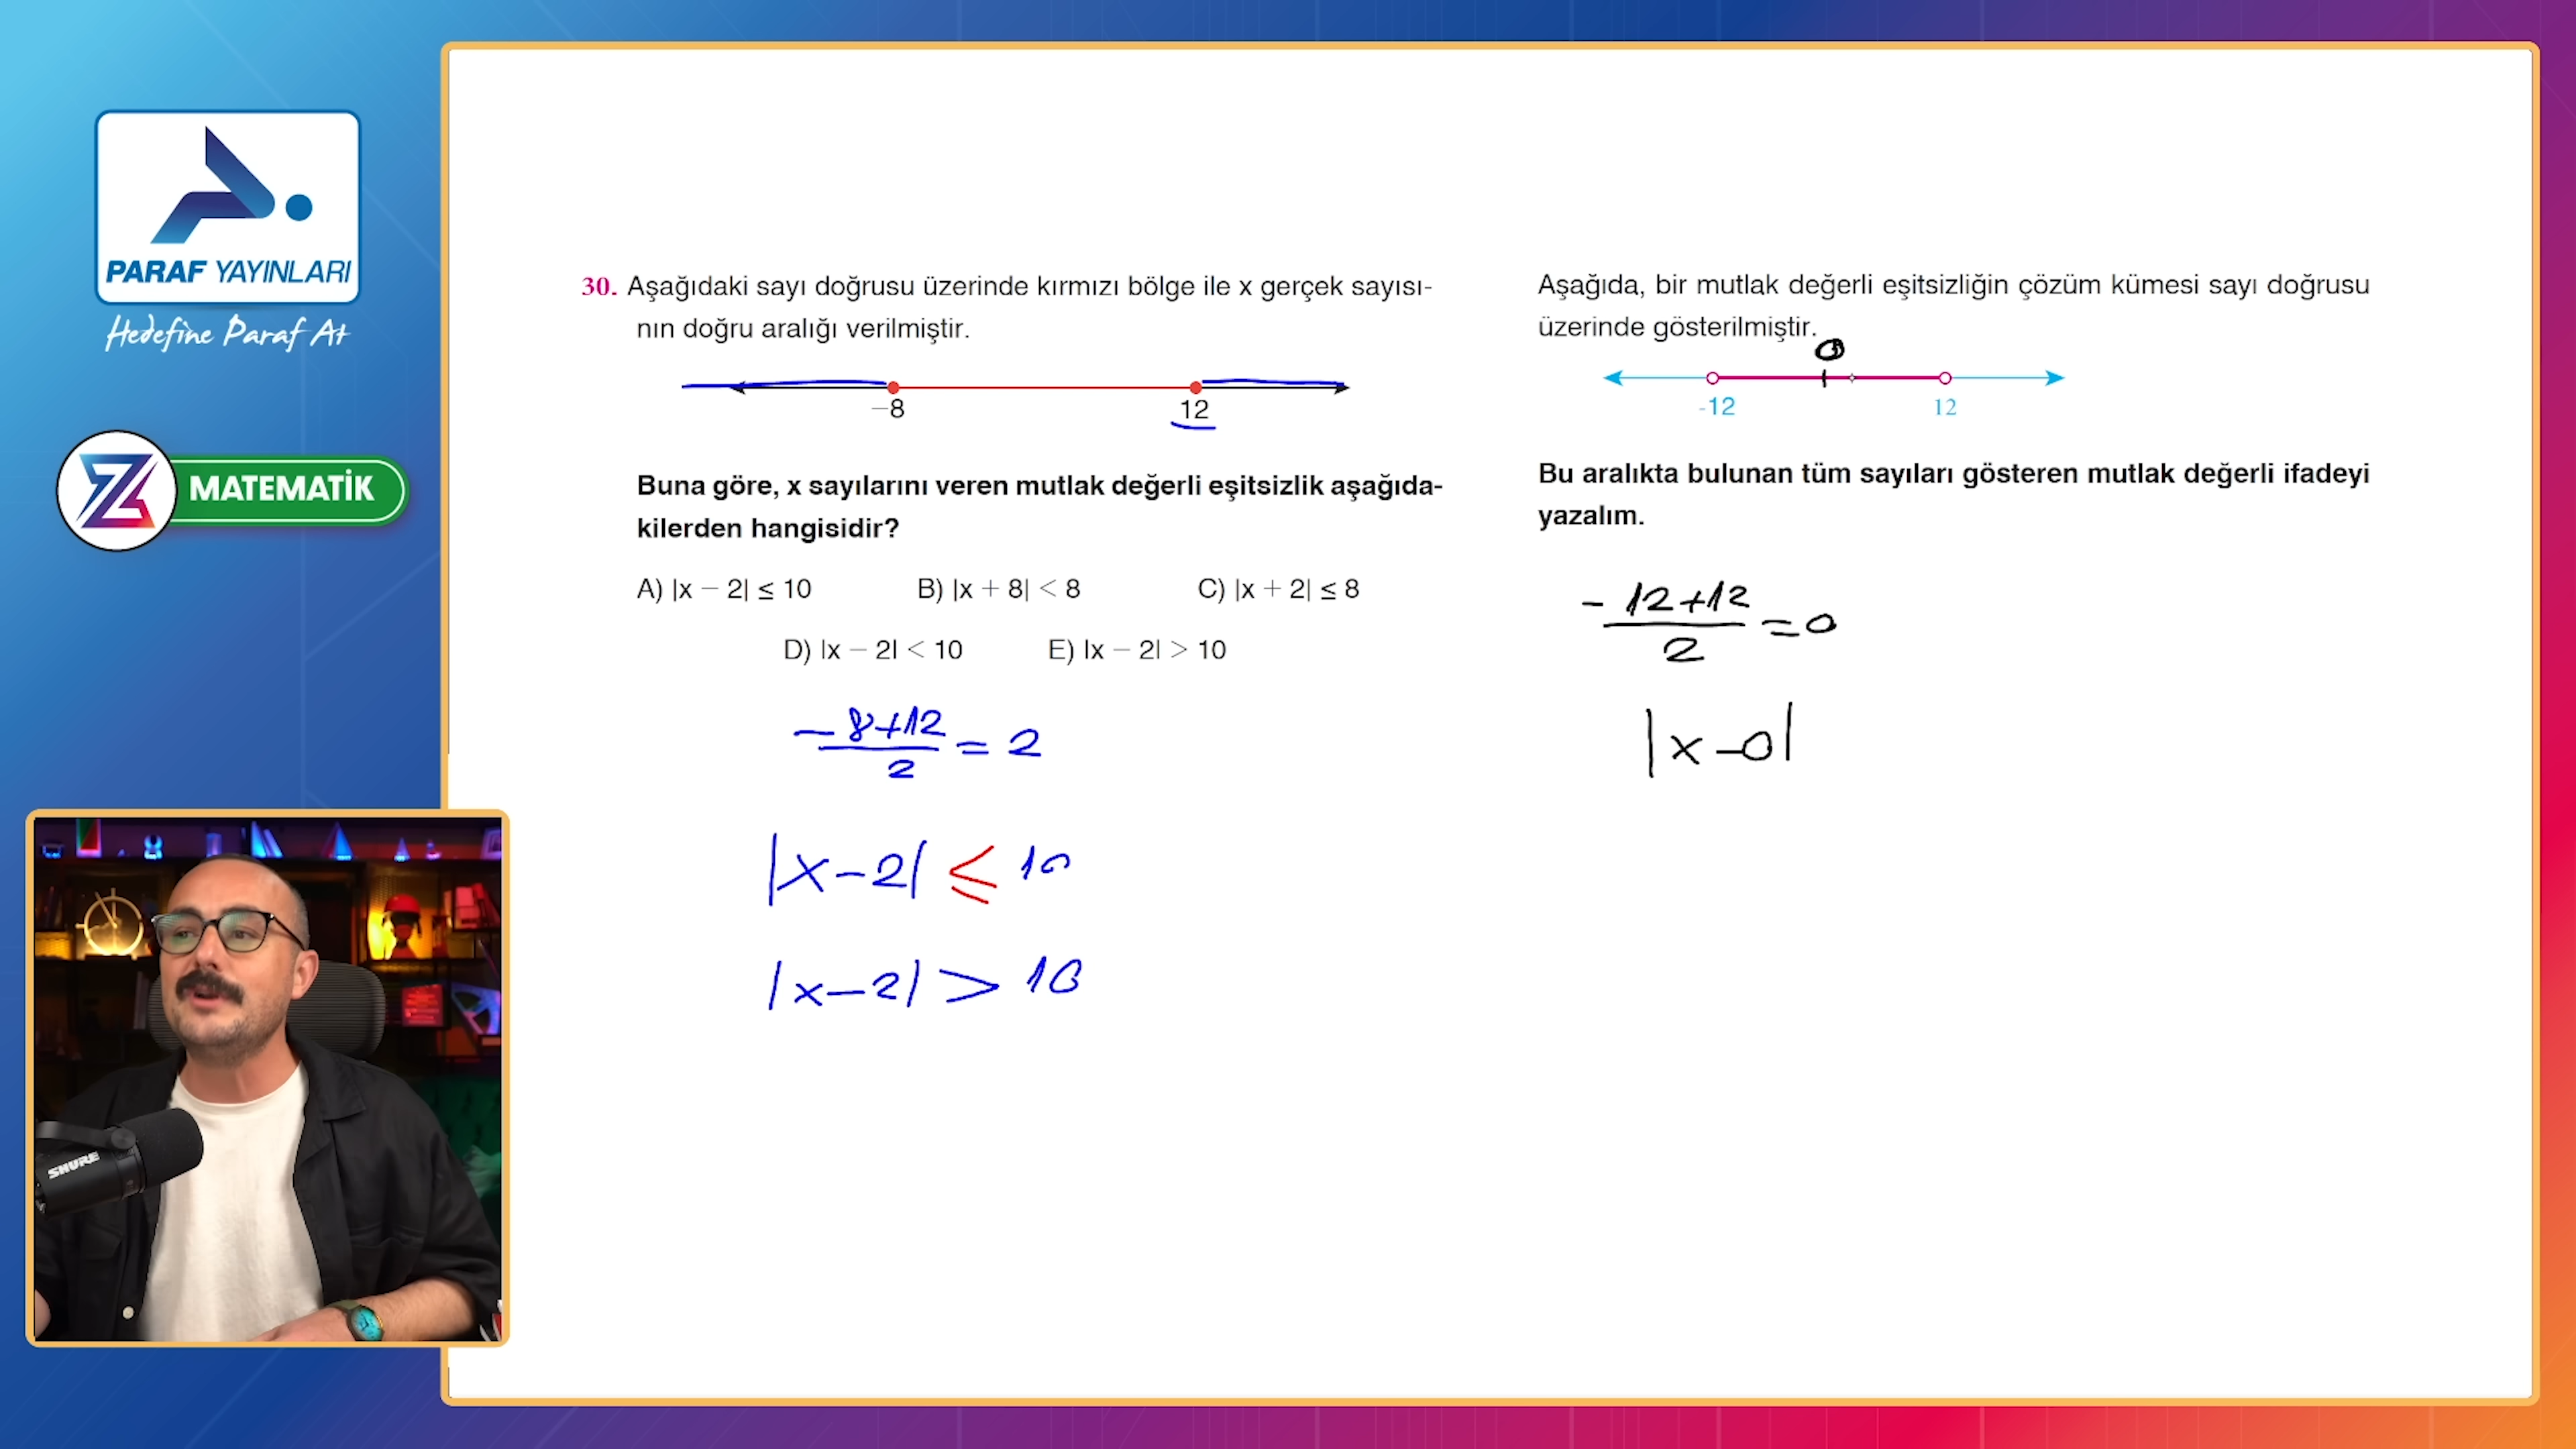 PARAF YAYINLARI
Hedefine Paraf At
MATEMATİK
30. Aşağıdaki sayı doğrusu üzerinde kırmızı bölge ile x gerçek sayısı-
nın doğru aralığı verilmiştir.
−8 12
Buna göre, x sayılarını veren mutlak değerli eşitsizlik aşağıda-
kilerden hangisidir?
A) |x − 2| ≤ 10 B) |x + 8| < 8 C) |x + 2| ≤ 8
D) |x − 2| < 10 E) |x − 2| > 10
−8+12
/2 = 2
|x−2| ≤ 10
|x−2| > 10
Aşağıda, bir mutlak değerli eşitsizliğin çözüm kümesi sayı doğrusu
üzerinde gösterilmiştir.
0
-12 12
Bu aralıkta bulunan tüm sayıları gösteren mutlak değerli ifadeyi
yazalım.
−12+12
/2 = 0
|x−0|
SHURE